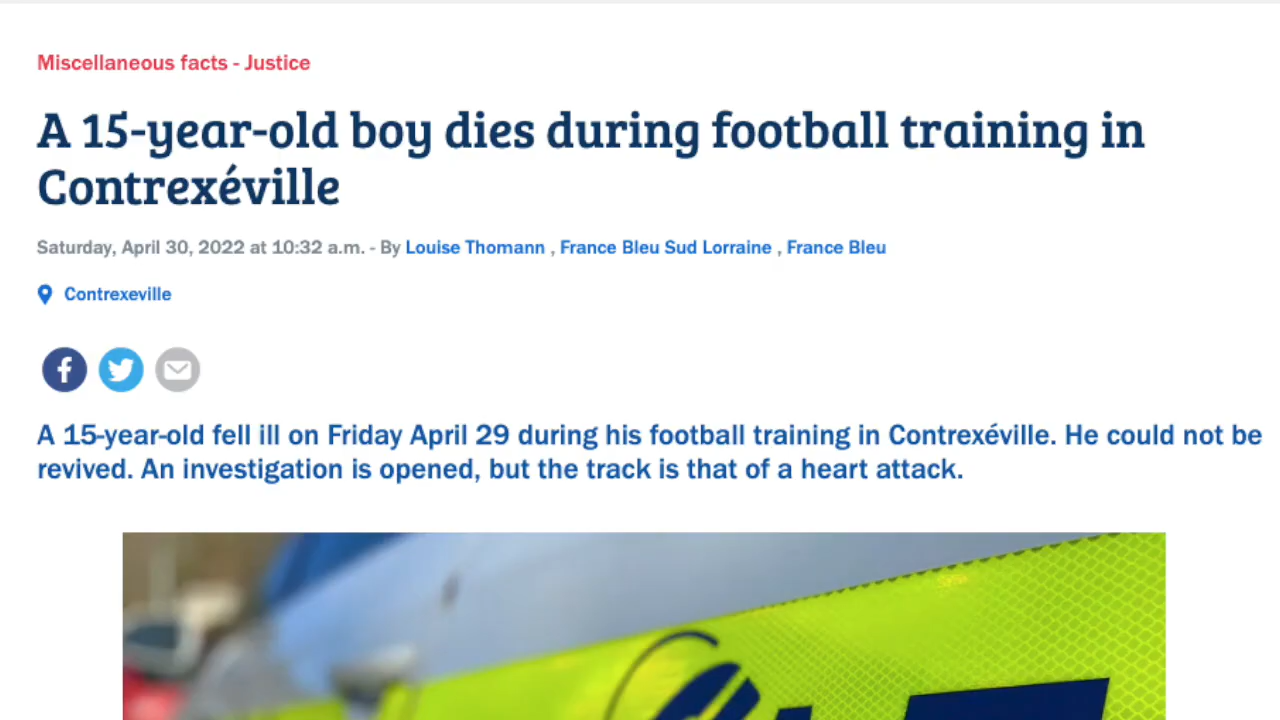 Miscellaneous facts - Justice
A 15-year-old boy dies during football training in
Contrexéville
Saturday, April 30, 2022 at 10:32 a.m. - By Louise Thomann , France Bleu Sud Lorraine , France Bleu
Contrexeville
A 15-year-old fell ill on Friday April 29 during his football training in Contrexéville. He could not be
revived. An investigation is opened, but the track is that of a heart attack.